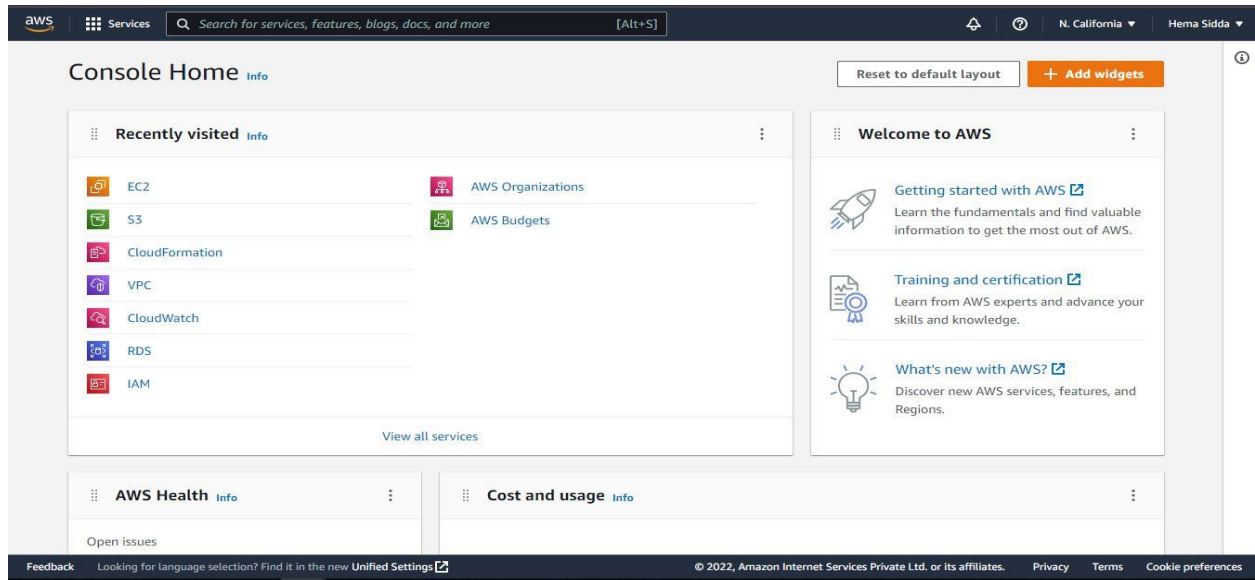 aws
Services
Search for services, features, blogs, docs, and more
[Alt+S]
N. California ▼
Hema Sidda ▼
Console Home Info
Reset to default layout
+ Add widgets
Recently visited Info
EC2
S3
CloudFormation
VPC
CloudWatch
RDS
IAM
AWS Organizations
AWS Budgets
View all services
Welcome to AWS
Getting started with AWS
Learn the fundamentals and find valuable
information to get the most out of AWS.
Training and certification
Learn from AWS experts and advance your
skills and knowledge.
What's new with AWS?
Discover new AWS services, features, and
Regions.
AWS Health Info
Open issues
Cost and usage Info
Feedback
Looking for language selection? Find it in the new Unified Settings
© 2022, Amazon Internet Services Private Ltd. or its affiliates.
Privacy
Terms
Cookie preferences